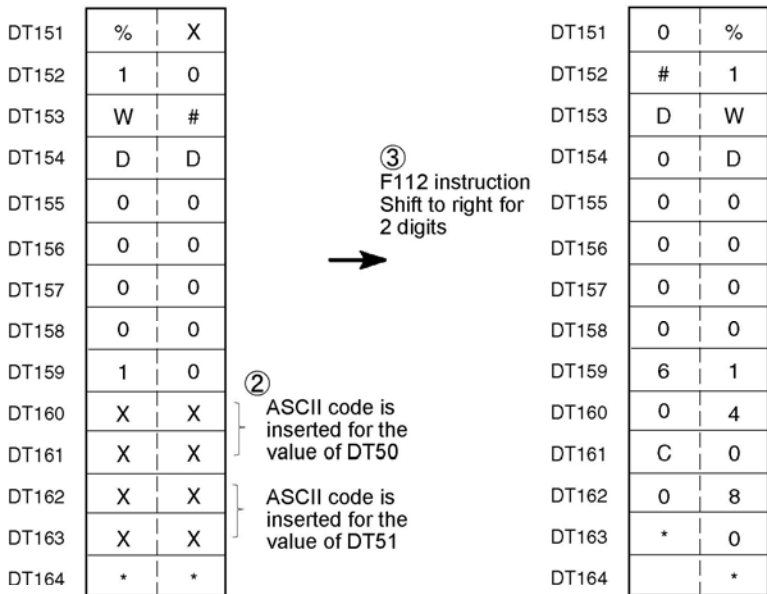 DT151 % X
DT152 1 0
DT153 W #
DT154 D D
DT155 0 0
DT156 0 0
DT157 0 0
DT158 0 0
DT159 1 0
DT160 X X
DT161 X X
DT162 X X
DT163 X X
DT164 * *
②
ASCII code is
inserted for the
value of DT50
ASCII code is
inserted for the
value of DT51
③
F112 instruction
Shift to right for
2 digits
DT151 0 %
DT152 # 1
DT153 D W
DT154 0 D
DT155 0 0
DT156 0 0
DT157 0 0
DT158 0 0
DT159 6 1
DT160 0 4
DT161 C 0
DT162 0 8
DT163 * 0
DT164 *